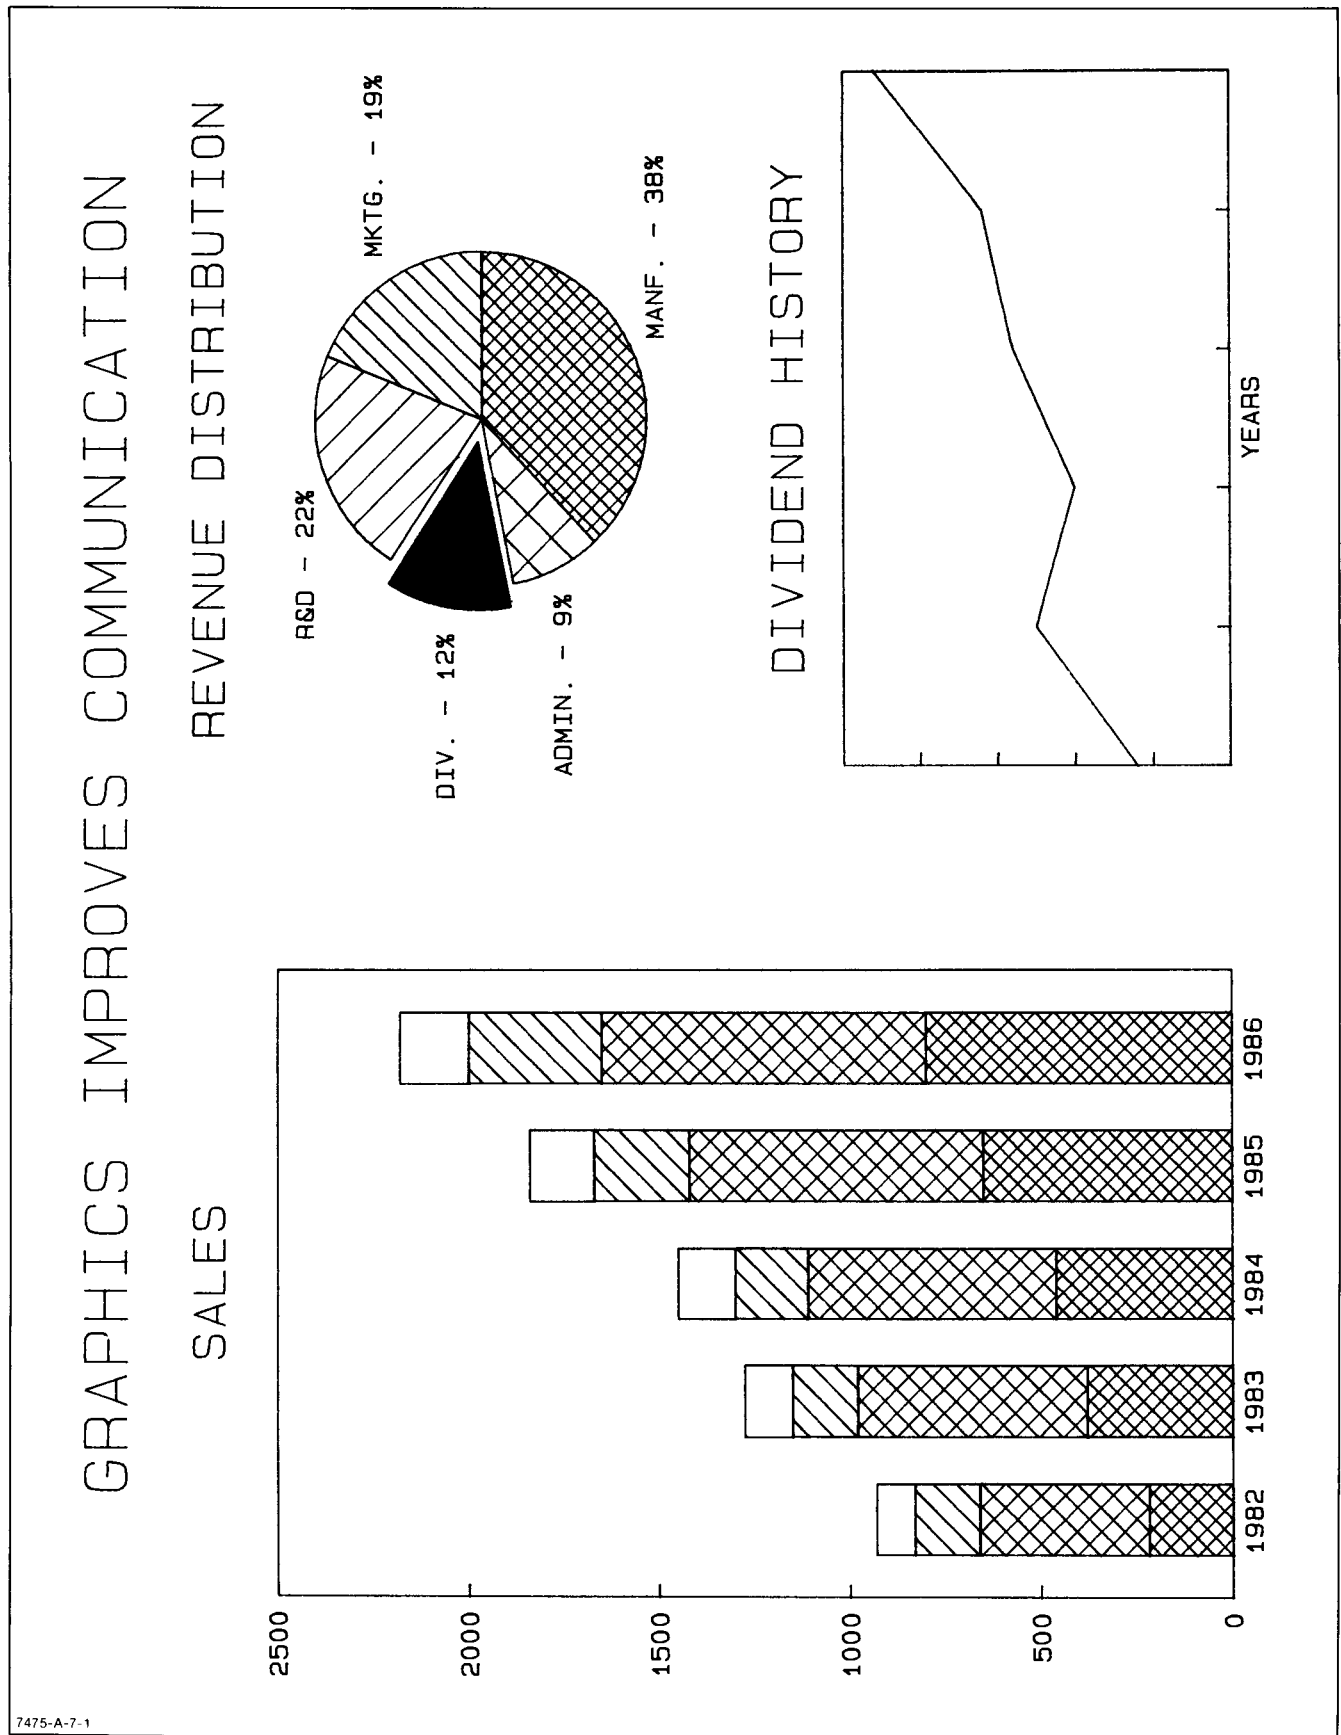 GRAPHICS IMPROVES COMMUNICATION
SALES
2500
2000
1500
1000
500
0
1982 1983 1984 1985 1986
REVENUE DISTRIBUTION
R&D - 22%
MKTG. - 19%
DIV. - 12%
ADMIN. - 9%
MANF. - 38%
DIVIDEND HISTORY
YEARS
7475-A-7-1